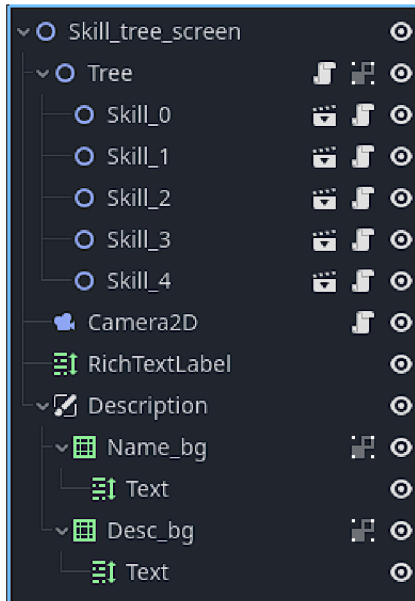 Skill_tree_screen
Tree
Skill_0
Skill_1
Skill_2
Skill_3
Skill_4
Camera2D
RichTextLabel
Description
Name_bg
Text
Desc_bg
Text